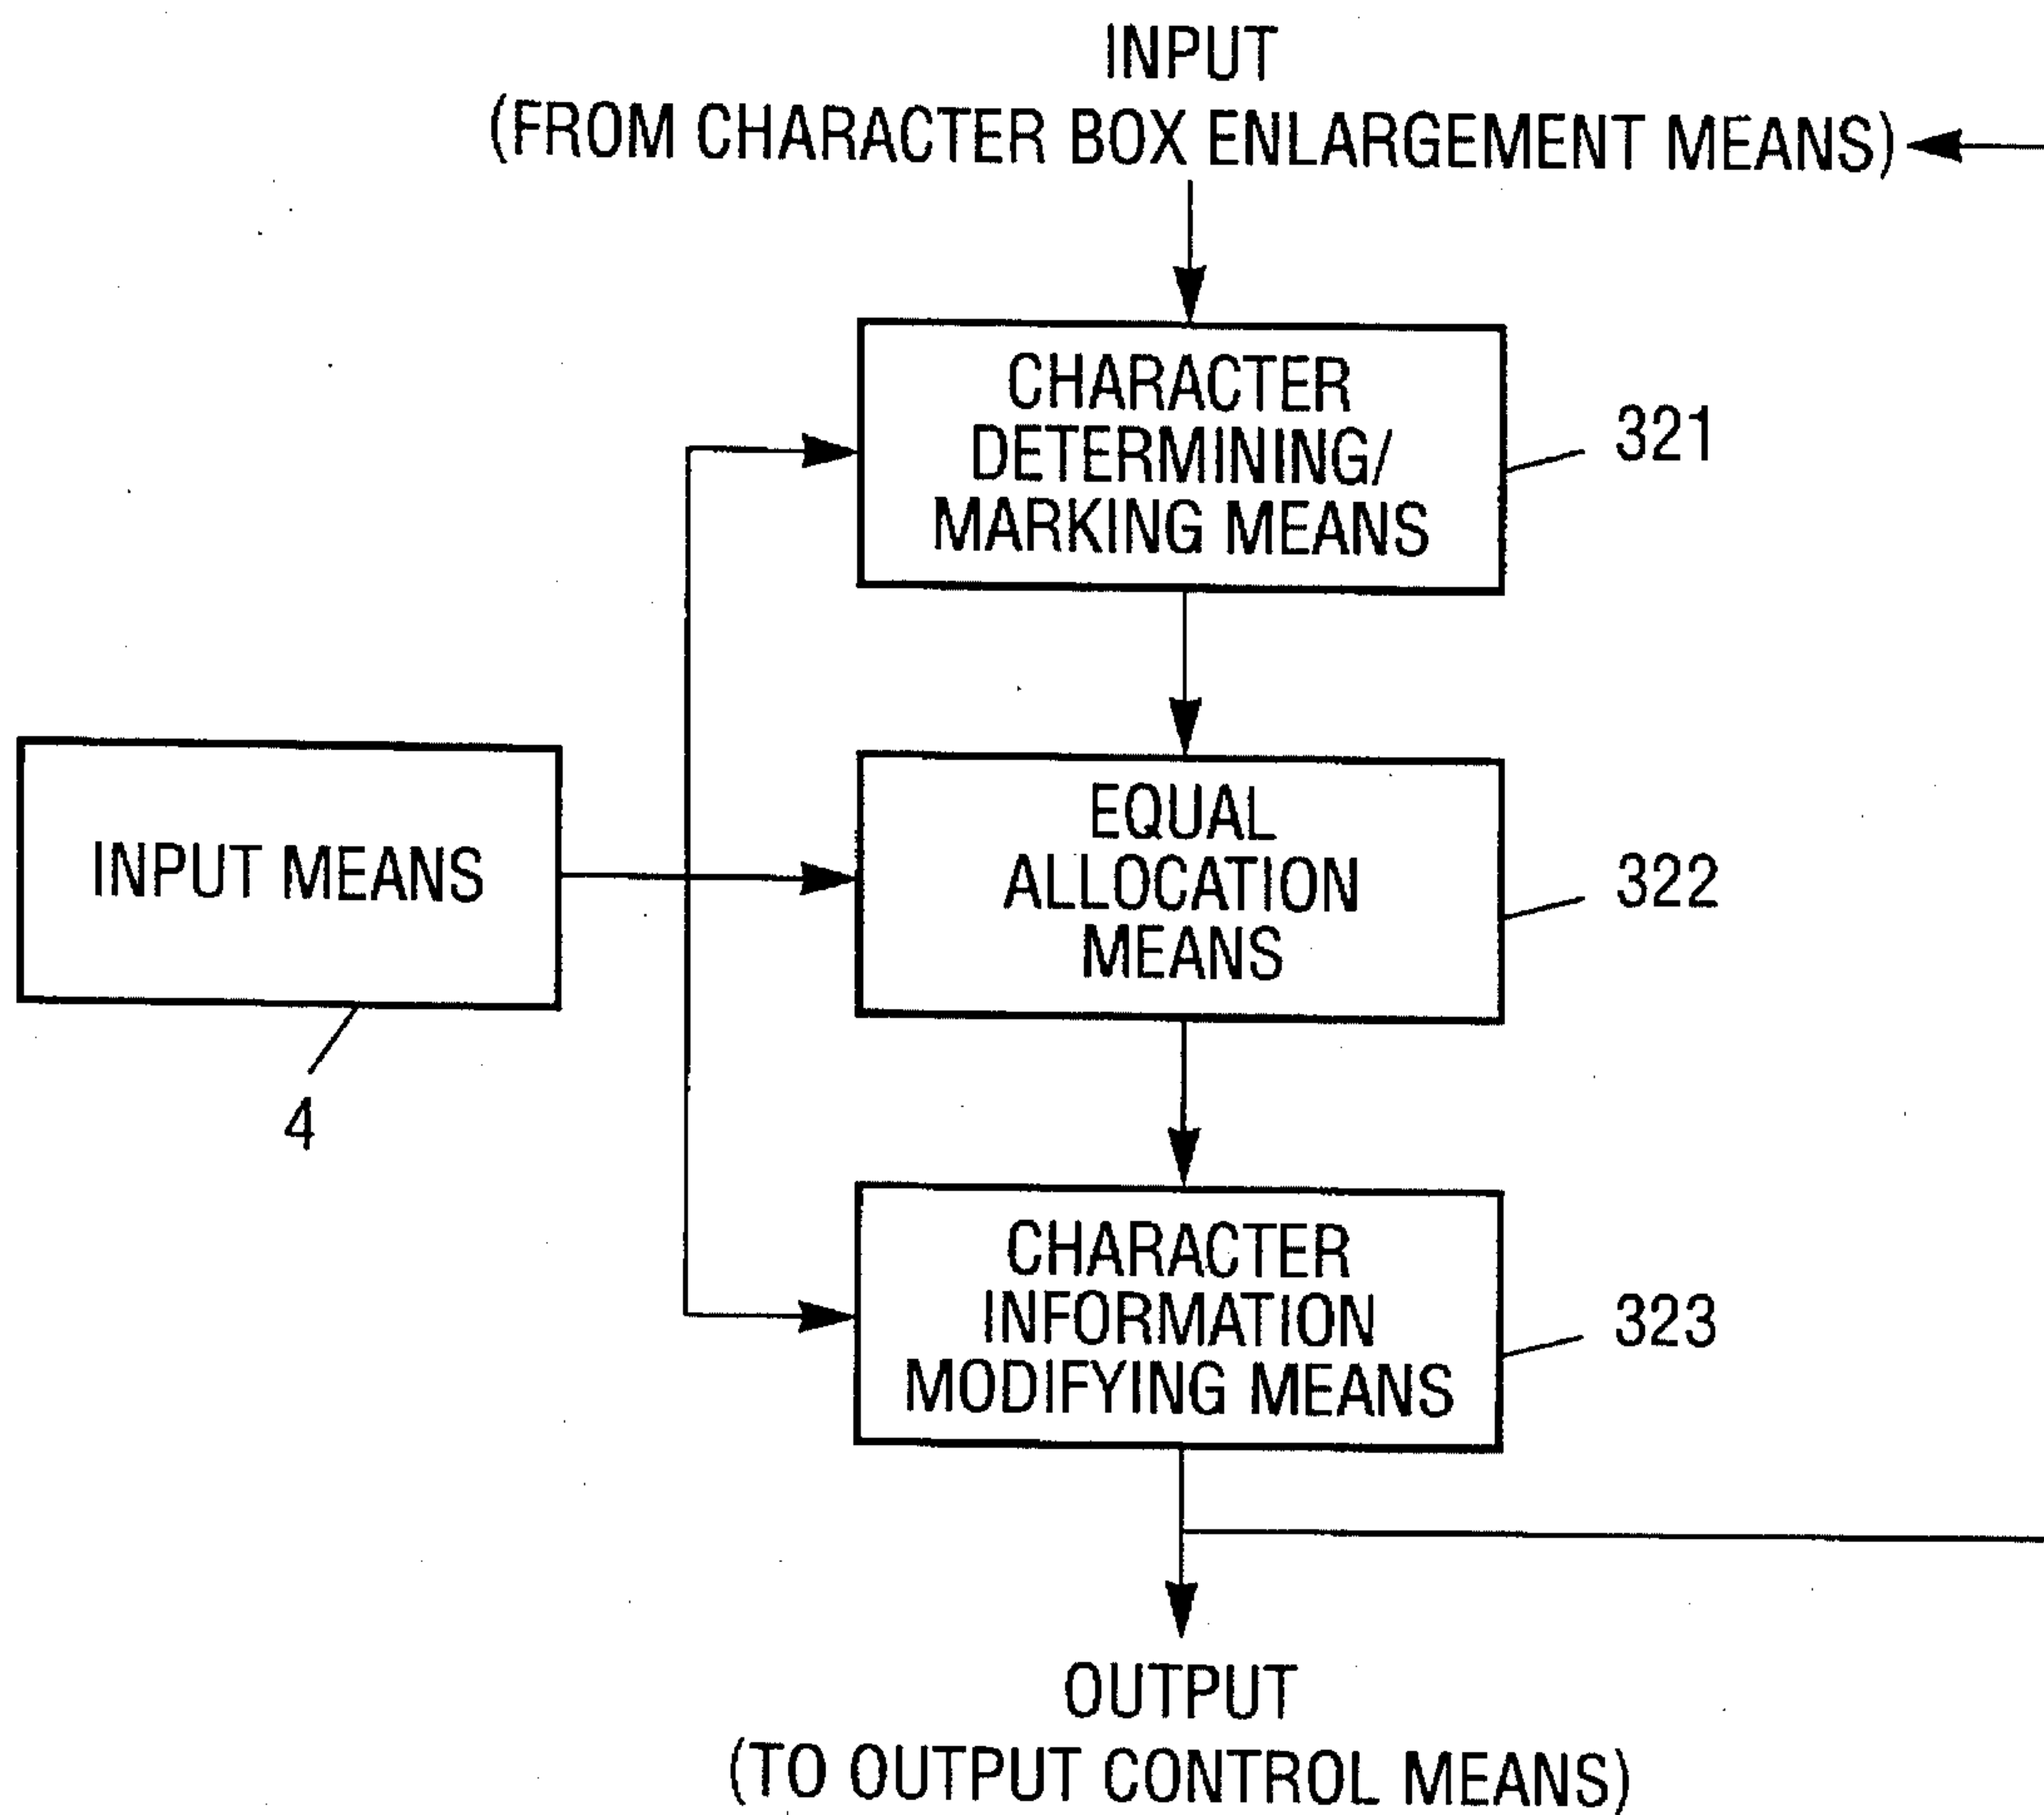 INPUT
(FROM CHARACTER BOX ENLARGEMENT MEANS)
CHARACTER
DETERMINING/
MARKING MEANS
321
EQUAL
ALLOCATION
MEANS
322
INPUT MEANS
4
CHARACTER
INFORMATION
MODIFYING MEANS
323
OUTPUT
(TO OUTPUT CONTROL MEANS)